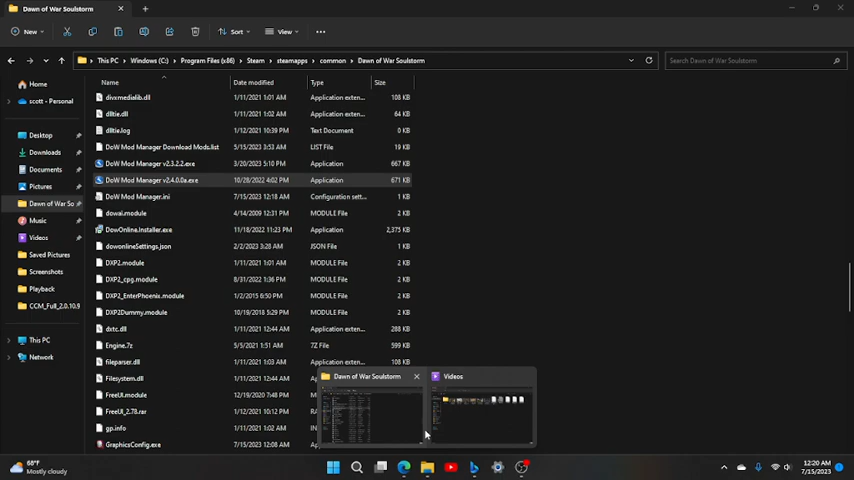 Dawn of War Soulstorm
New
Sort
View
This PC > Windows (C:) > Program Files (x86) > Steam > steamapps > common > Dawn of War Soulstorm
Search Dawn of War Soulstorm
Home
scott - Personal
Desktop
Downloads
Documents
Pictures
Dawn of War So
Music
Videos
Saved Pictures
Screenshots
Playback
CCM_Full_2.0.10.9
This PC
Network
Name Date modified Type Size
divxmedialib.dll 1/11/2021 1:01 AM Application exten... 108 KB
dlltie.dll 1/11/2021 1:02 AM Application exten... 64 KB
dlltie.log 1/12/2021 10:39 PM Text Document 0 KB
DoW Mod Manager Download Mods.list 5/15/2023 3:53 AM LIST File 19 KB
DoW Mod Manager v2.3.2.2.exe 3/20/2023 5:10 PM Application 667 KB
DoW Mod Manager v2.4.0.0a.exe 10/28/2022 4:02 PM Application 671 KB
DoW Mod Manager.ini 7/15/2023 12:18 AM Configuration sett... 1 KB
dowai.module 4/14/2009 12:31 PM MODULE File 2 KB
DowOnline.Installer.exe 11/18/2022 11:23 PM Application 2,375 KB
dowonlineSettings.json 2/2/2023 3:28 AM JSON File 1 KB
DXP2.module 1/11/2021 1:01 AM MODULE File 2 KB
DXP2_cpg.module 8/31/2022 1:36 PM MODULE File 2 KB
DXP2_EnterPhoenix.module 1/2/2015 6:50 PM MODULE File 2 KB
DXP2Dummy.module 10/19/2018 5:29 PM MODULE File 2 KB
dxtc.dll 1/11/2021 12:44 AM Application exten... 288 KB
Engine.7z 5/5/2021 1:51 AM 7Z File 599 KB
fileparser.dll 1/11/2021 12:43 AM Application exten... 108 KB
Filesystem.dll 1/11/2021 12:44 AM
FreeUI.module 12/19/2020 7:48 PM
FreeUI_2.78.rar 1/12/2021 10:12 PM
gp.info 1/11/2021 1:02 AM
GraphicsConfig.exe 7/15/2023 12:08 AM
Dawn of War Soulstorm
Videos
68°F
Mostly cloudy
12:20 AM
7/15/2023